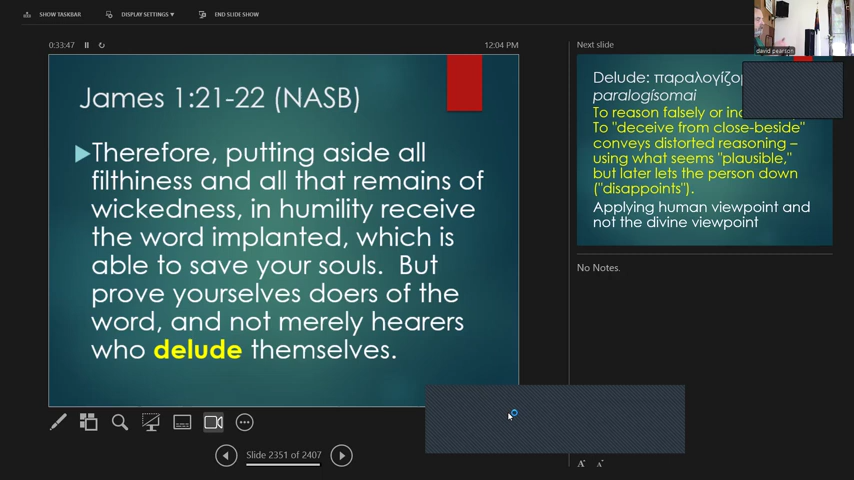 SHOW TASKBAR
DISPLAY SETTINGS
END SLIDE SHOW
0:33:47
12:04 PM
James 1:21-22 (NASB)
Therefore, putting aside all
filthiness and all that remains of
wickedness, in humility receive
the word implanted, which is
able to save your souls.  But
prove yourselves doers of the
word, and not merely hearers
who delude themselves.
Slide 2351 of 2407
Next slide
david pearson
Delude:
paralogísomai
To reason falsely or
To "deceive from close-beside"
conveys distorted reasoning –
using what seems "plausible,"
but later lets the person down
("disappoints").
Applying human viewpoint and
not the divine viewpoint
No Notes.
A A